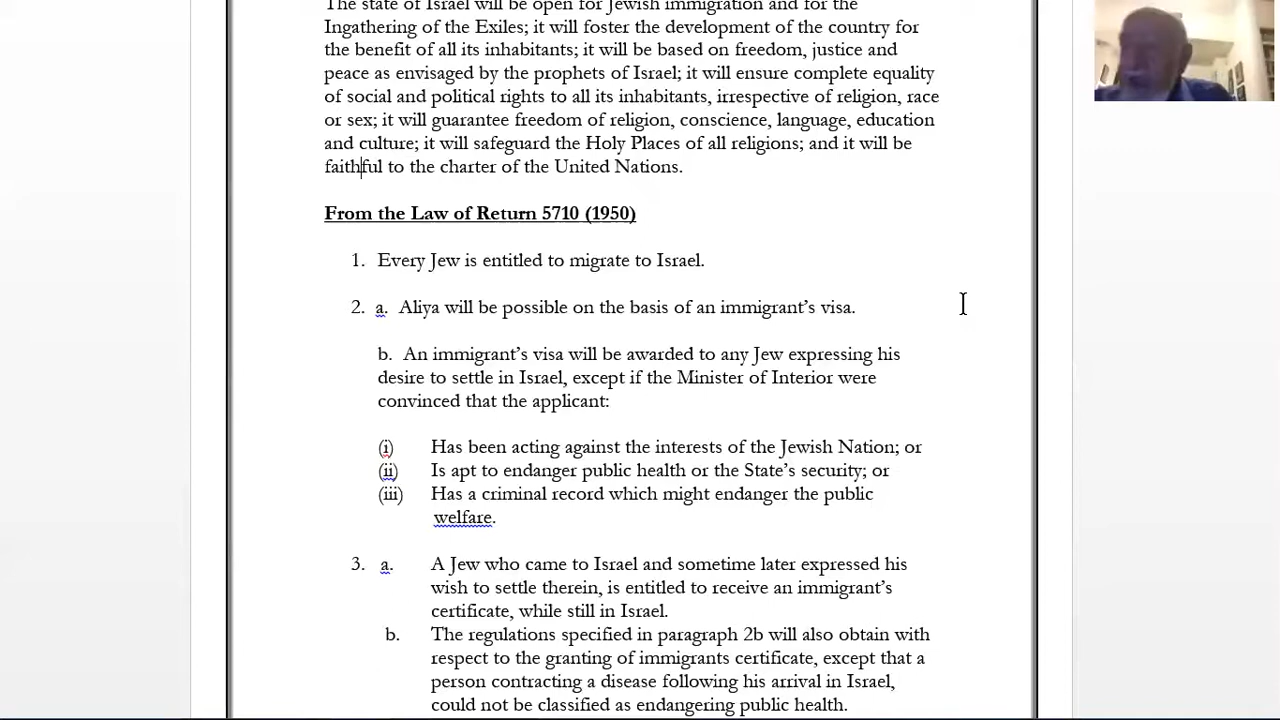 The state of Israel will be open for Jewish immigration and for the
Ingathering of the Exiles; it will foster the development of the country for
the benefit of all its inhabitants; it will be based on freedom, justice and
peace as envisaged by the prophets of Israel; it will ensure complete equality
of social and political rights to all its inhabitants, irrespective of religion, race
or sex; it will guarantee freedom of religion, conscience, language, education
and culture; it will safeguard the Holy Places of all religions; and it will be
faithful to the charter of the United Nations.
From the Law of Return 5710 (1950)
1. Every Jew is entitled to migrate to Israel.
2. a. Aliya will be possible on the basis of an immigrant's visa.
b. An immigrant's visa will be awarded to any Jew expressing his
desire to settle in Israel, except if the Minister of Interior were
convinced that the applicant:
(i) Has been acting against the interests of the Jewish Nation; or
(ii) Is apt to endanger public health or the State's security; or
(iii) Has a criminal record which might endanger the public
welfare.
3. a. A Jew who came to Israel and sometime later expressed his
wish to settle therein, is entitled to receive an immigrant's
certificate, while still in Israel.
b. The regulations specified in paragraph 2b will also obtain with
respect to the granting of immigrants certificate, except that a
person contracting a disease following his arrival in Israel,
could not be classified as endangering public health.